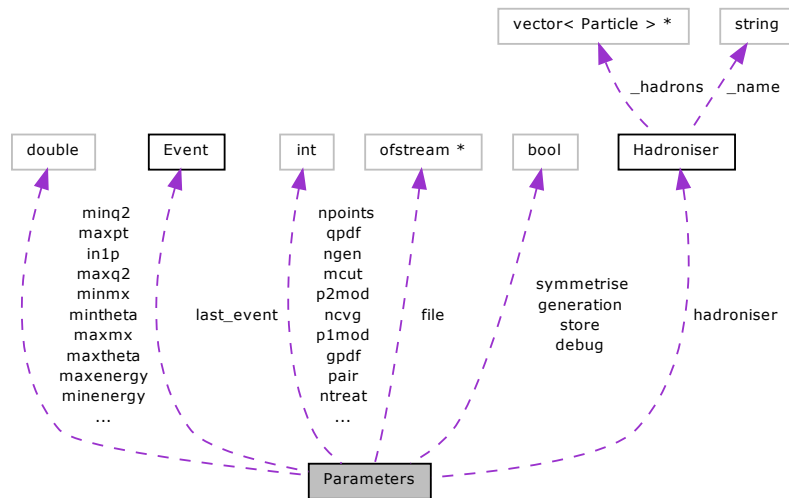 vector< Particle > *
string
_hadrons
_name
double
Event
int
ofstream *
bool
Hadroniser
minq2
maxpt
in1p
maxq2
minmx
mintheta
maxmx
maxtheta
maxenergy
minenergy
...
last_event
npoints
qpdf
ngen
mcut
p2mod
ncvg
p1mod
gpdf
pair
ntreat
...
file
symmetrise
generation
store
debug
hadroniser
Parameters